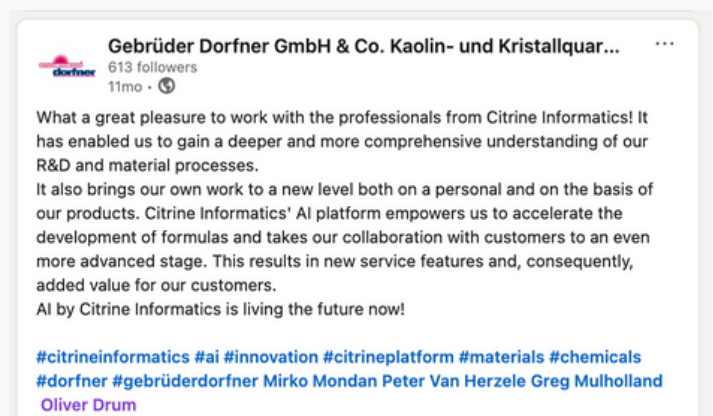 Gebrüder Dorfner GmbH & Co. Kaolin- und Kristallquar...
dorfner
613 followers
11mo •
What a great pleasure to work with the professionals from Citrine Informatics! It
has enabled us to gain a deeper and more comprehensive understanding of our
R&D and material processes.
It also brings our own work to a new level both on a personal and on the basis of
our products. Citrine Informatics' AI platform empowers us to accelerate the
development of formulas and takes our collaboration with customers to an even
more advanced stage. This results in new service features and, consequently,
added value for our customers.
AI by Citrine Informatics is living the future now!
#citrineinformatics #ai #innovation #citrineplatform #materials #chemicals
#dorfner #gebrüderdorfner Mirko Mondan Peter Van Herzele Greg Mulholland
Oliver Drum